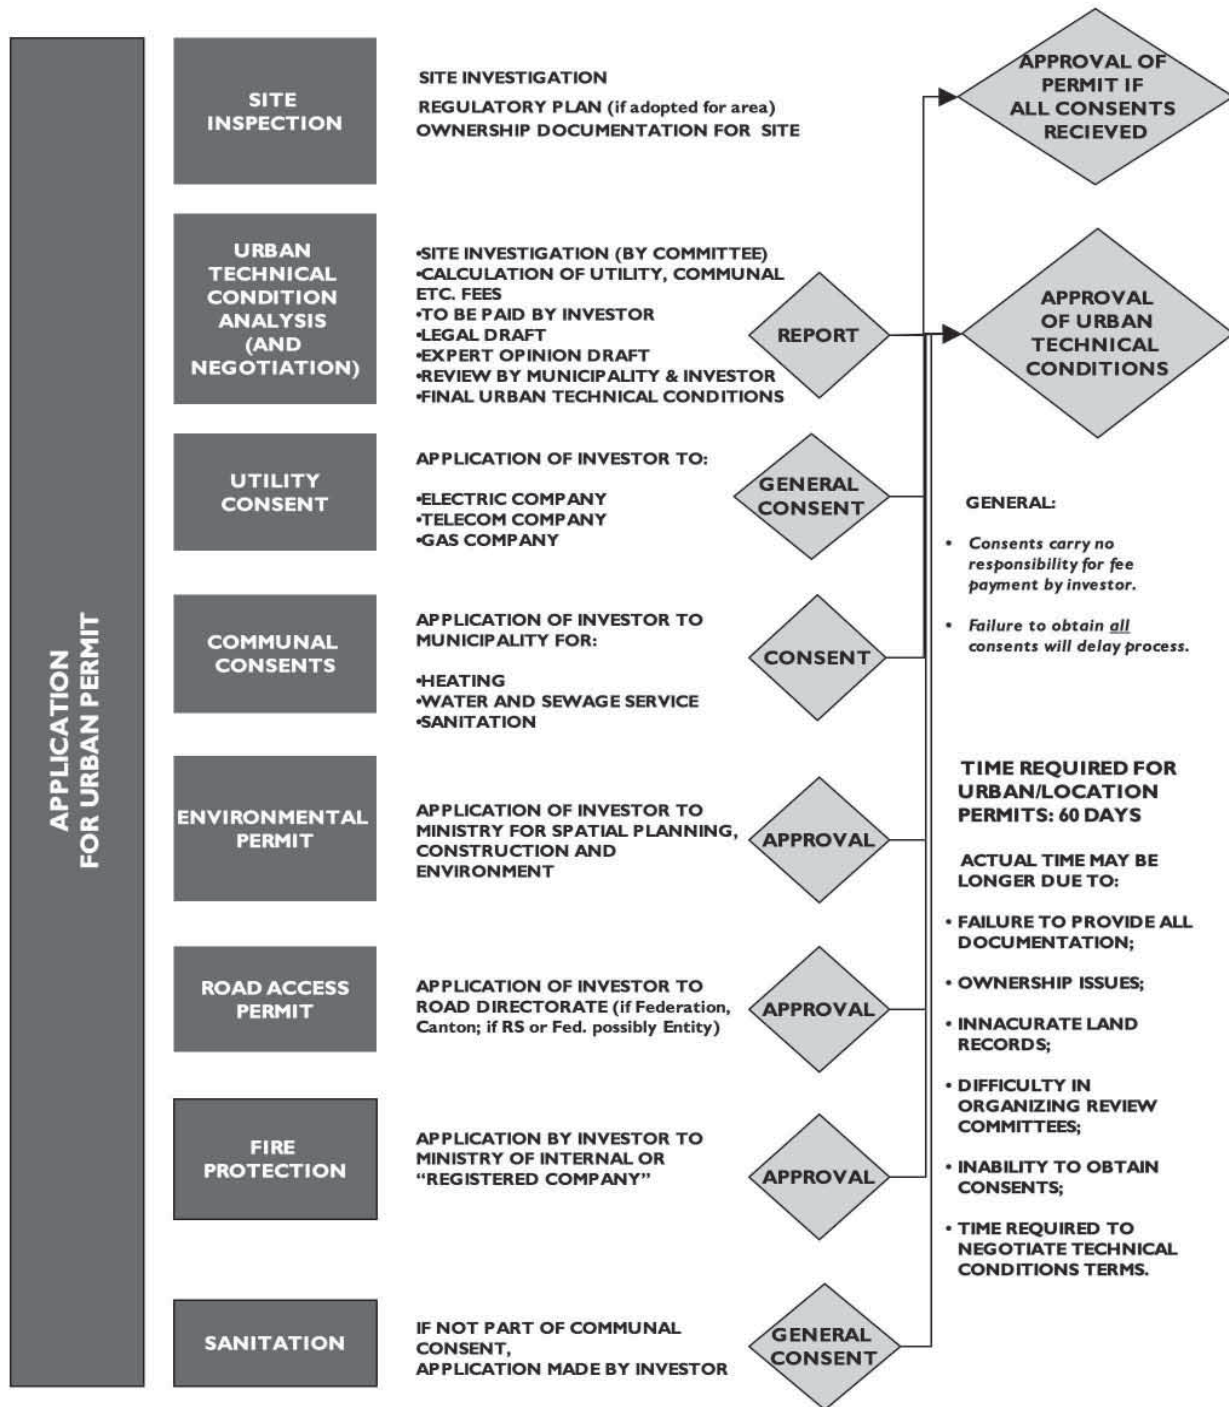 APPLICATION
FOR URBAN PERMIT
SITE
INSPECTION
SITE INVESTIGATION
REGULATORY PLAN (if adopted for area)
OWNERSHIP DOCUMENTATION FOR SITE
APPROVAL OF
PERMIT IF
ALL CONSENTS
RECIEVED
URBAN
TECHNICAL
CONDITION
ANALYSIS
(AND
NEGOTIATION)
•SITE INVESTIGATION (BY COMMITTEE)
•CALCULATION OF UTILITY, COMMUNAL
ETC. FEES
•TO BE PAID BY INVESTOR
•LEGAL DRAFT
•EXPERT OPINION DRAFT
•REVIEW BY MUNICIPALITY & INVESTOR
•FINAL URBAN TECHNICAL CONDITIONS
REPORT
APPROVAL
OF URBAN
TECHNICAL
CONDITIONS
UTILITY
CONSENT
APPLICATION OF INVESTOR TO:
•ELECTRIC COMPANY
•TELECOM COMPANY
•GAS COMPANY
GENERAL
CONSENT
GENERAL:
• Consents carry no
responsibility for fee
payment by investor.
• Failure to obtain all
consents will delay process.
COMMUNAL
CONSENTS
APPLICATION OF INVESTOR TO
MUNICIPALITY FOR:
•HEATING
•WATER AND SEWAGE SERVICE
•SANITATION
CONSENT
ENVIRONMENTAL
PERMIT
APPLICATION OF INVESTOR TO
MINISTRY FOR SPATIAL PLANNING,
CONSTRUCTION AND
ENVIRONMENT
APPROVAL
TIME REQUIRED FOR
URBAN/LOCATION
PERMITS: 60 DAYS
ACTUAL TIME MAY BE
LONGER DUE TO:
• FAILURE TO PROVIDE ALL
DOCUMENTATION;
• OWNERSHIP ISSUES;
• INNACURATE LAND
RECORDS;
• DIFFICULTY IN
ORGANIZING REVIEW
COMMITTEES;
• INABILITY TO OBTAIN
CONSENTS;
• TIME REQUIRED TO
NEGOTIATE TECHNICAL
CONDITIONS TERMS.
ROAD ACCESS
PERMIT
APPLICATION OF INVESTOR TO
ROAD DIRECTORATE (if Federation,
Canton; if RS or Fed. possibly Entity)
APPROVAL
FIRE
PROTECTION
APPLICATION BY INVESTOR TO
MINISTRY OF INTERNAL OR
“REGISTERED COMPANY”
APPROVAL
SANITATION
IF NOT PART OF COMMUNAL
CONSENT,
APPLICATION MADE BY INVESTOR
GENERAL
CONSENT